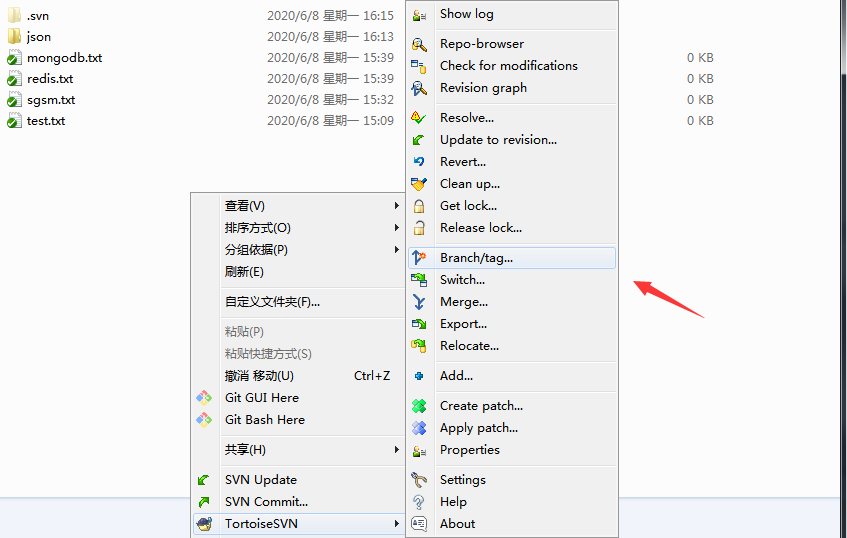 .svn 2020/6/8 星期一 16:15
json 2020/6/8 星期一 16:13
mongodb.txt 2020/6/8 星期一 15:39 0 KB
redis.txt 2020/6/8 星期一 15:39 0 KB
sgsm.txt 2020/6/8 星期一 15:32 0 KB
test.txt 2020/6/8 星期一 15:09 0 KB
查看(V)
排序方式(O)
分组依据(P)
刷新(E)
自定义文件夹(F)...
粘贴(P)
粘贴快捷方式(S)
撤消 移动(U) Ctrl+Z
Git GUI Here
Git Bash Here
共享(H)
SVN Update
SVN Commit...
TortoiseSVN
Show log
Repo-browser
Check for modifications
Revision graph
Resolve...
Update to revision...
Revert...
Clean up...
Get lock...
Release lock...
Branch/tag...
Switch...
Merge...
Export...
Relocate...
Add...
Create patch...
Apply patch...
Properties
Settings
Help
About